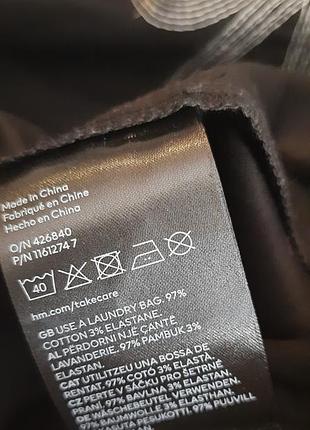 Made in China
Fabriqué en Chine
Hecho en China
O/N 426840
P/N 1161274 7
40
hm.com/takecare
GB USE A LAUNDRY BAG. 97%
COTTON 3% ELASTANE.
AL PËRDORNI NJË ÇANTË
LAVANDERIE. 97% PAMBUK 3%
CAT UTILITZEU UNA BOSSA DE
RENTAT. 97% COTÓ 3% ELASTÀ.
CZ PERTE V SÁČKU PRO ŠETRNÉ
PRANÍ. 97% BAVLNA 3% ELASTAN.
DE WÄSCHEBEUTEL VERWENDEN.
97% BAUMWOLLE 3% ELASTHAN.
97% PUUVILL